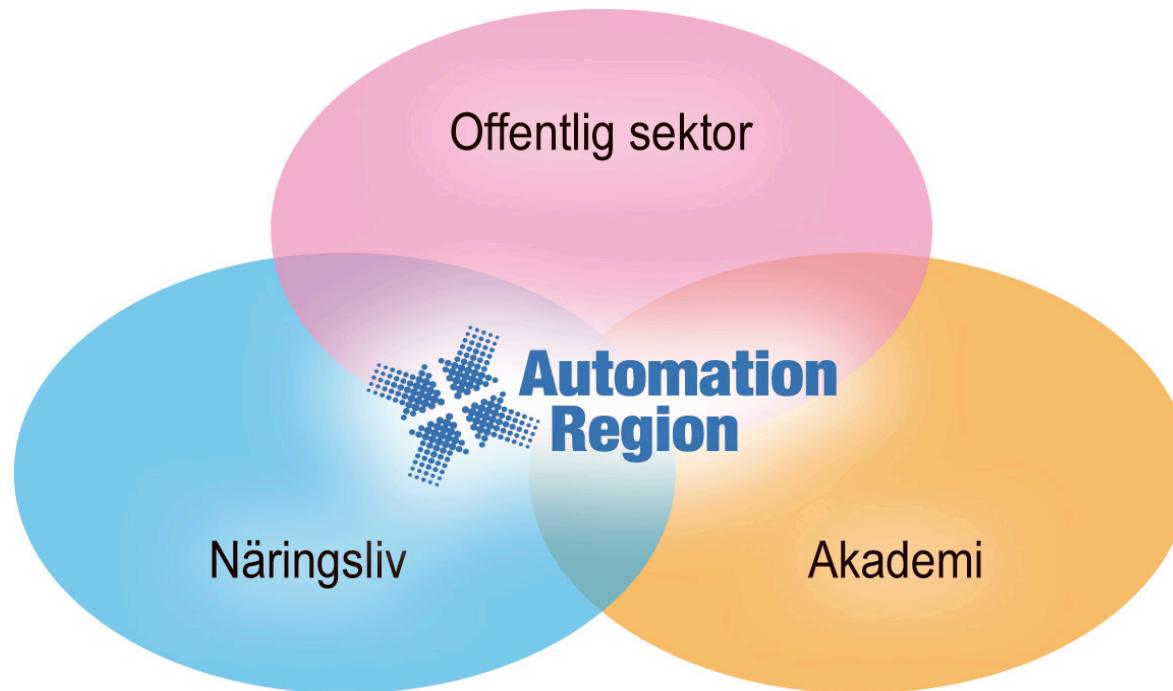 Offentlig sektor
Automation
Region
Näringsliv
Akademi